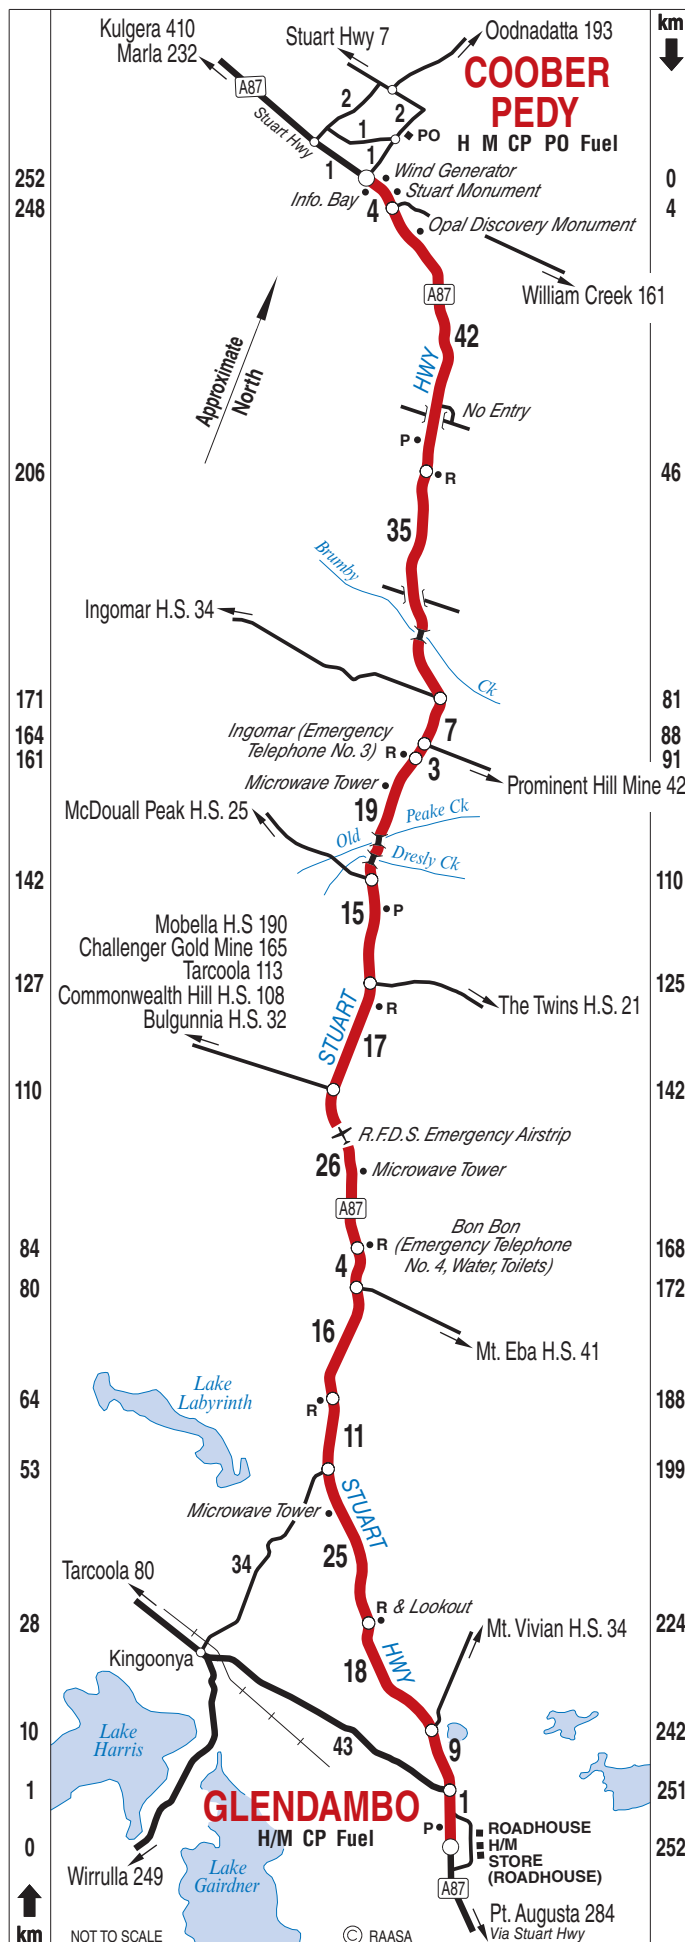 km
Kulgera 410
Marla 232
Stuart Hwy 7
Oodnadatta 193
COOBER
PEDY
H M CP PO Fuel
A87
2
2
Stuart Hwy
1
PO
1
1
252
Wind Generator
0
Info. Bay
Stuart Monument
248
4
4
Opal Discovery Monument
William Creek 161
A87
42
Approximate
North
HWY
No Entry
P
206
R
46
35
Brumby
Ck
Ingomar H.S. 34
171
81
7
164
Ingomar (Emergency
Telephone No. 3)
R
88
161
3
91
Microwave Tower
Prominent Hill Mine 42
19
McDouall Peak H.S. 25
Old
Peake Ck
Dresly Ck
142
110
15
P
Mobella H.S 190
Challenger Gold Mine 165
Tarcoola 113
Commonwealth Hill H.S. 108
Bulgunnia H.S. 32
127
125
The Twins H.S. 21
R
STUART
17
110
142
R.F.D.S. Emergency Airstrip
26
Microwave Tower
A87
84
R
Bon Bon
(Emergency Telephone
No. 4, Water, Toilets)
168
4
80
172
16
Mt. Eba H.S. 41
Lake
Labyrinth
64
R
188
11
53
199
STUART
Microwave Tower
25
34
Tarcoola 80
R & Lookout
28
224
Mt. Vivian H.S. 34
Kingoonya
HWY
18
Lake
Harris
10
242
43
9
1
251
GLENDAMBO
H/M CP Fuel
1
P
ROADHOUSE
H/M
STORE
(ROADHOUSE)
0
252
Wirrulla 249
Lake
Gairdner
A87
Pt. Augusta 284
Via Stuart Hwy
km
NOT TO SCALE
© RAASA